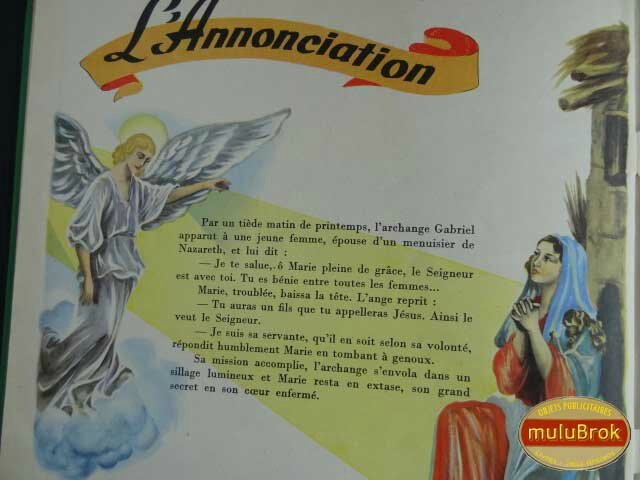 L'Annonciation
Par un tiède matin de printemps, l'archange Gabriel
apparut à une jeune femme, épouse d'un menuisier de
Nazareth, et lui dit :
— Je te salue, ô Marie pleine de grâce, le Seigneur
est avec toi. Tu es bénie entre toutes les femmes...
Marie, troublée, baissa la tête. L'ange reprit :
— Tu auras un fils que tu appelleras Jésus. Ainsi le
veut le Seigneur.
— Je suis sa servante, qu'il en soit selon sa volonté,
répondit humblement Marie en tombant à genoux.
Sa mission accomplie, l'archange s'envola dans un
sillage lumineux et Marie resta en extase, son grand
secret en son cœur enfermé.
OBJETS PUBLICITAIRES
muluBrok